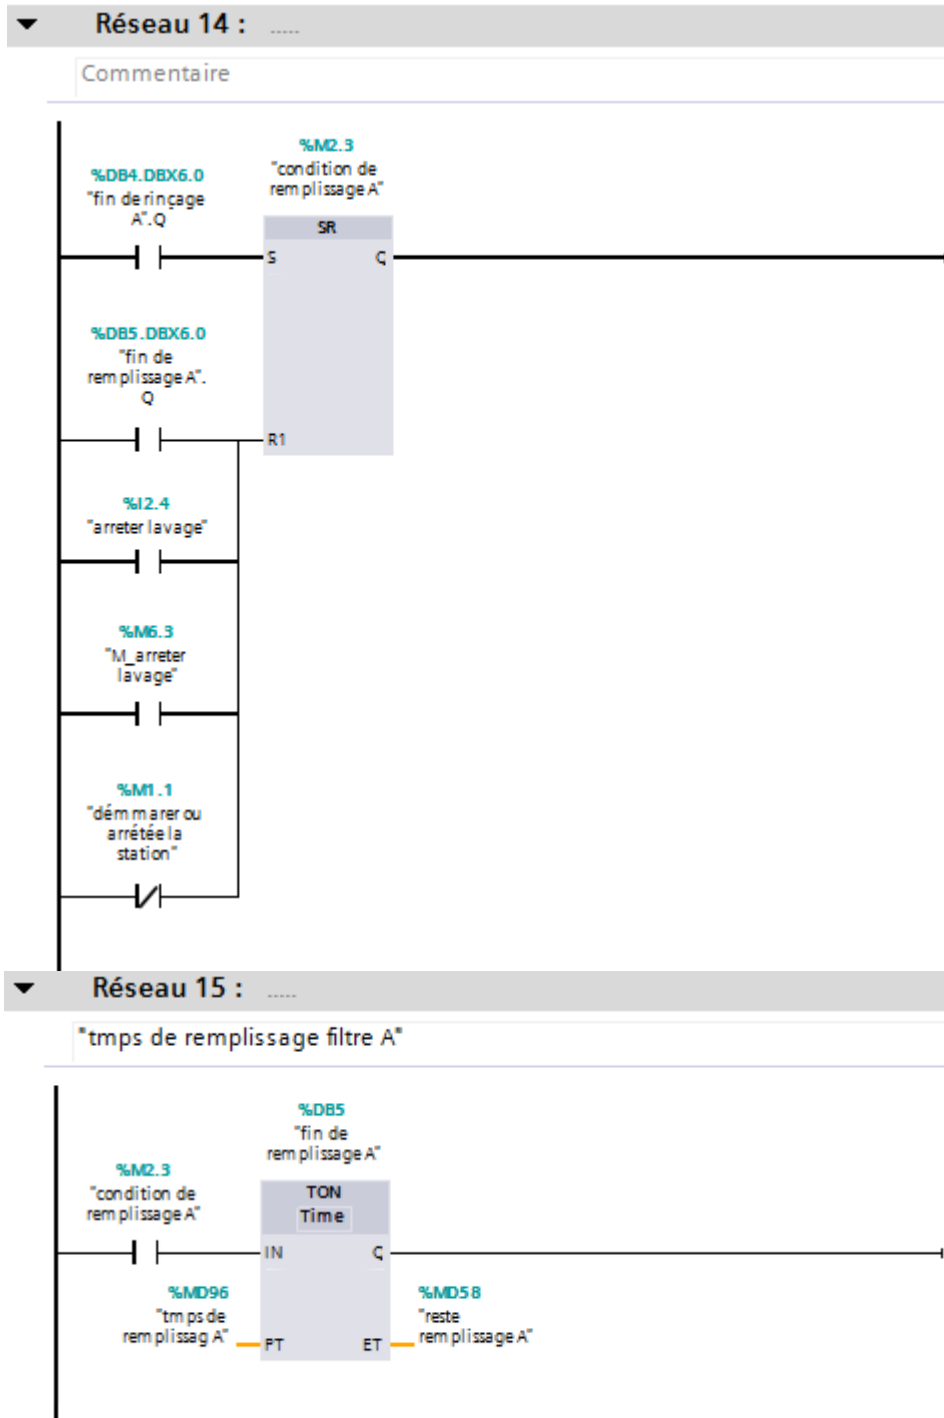 Réseau 14 : .....
Commentaire
%DB4.DBX6.0
"fin de rinçage
A".Q
%M2.3
"condition de
remplissage A"
SR
S Q
%DB5.DBX6.0
"fin de
remplissage A".
Q
R1
%I2.4
"arreter lavage"
%M6.3
"M_arreter
lavage"
%M1.1
"démmarer ou
arrétée la
station"
Réseau 15 : .....
"tmps de remplissage filtre A"
%DB5
"fin de
remplissage A"
%M2.3
"condition de
remplissage A"
TON
Time
IN Q
%MD96
"tmps de
remplissag A"
PT
ET
%MD58
"reste
remplissage A"